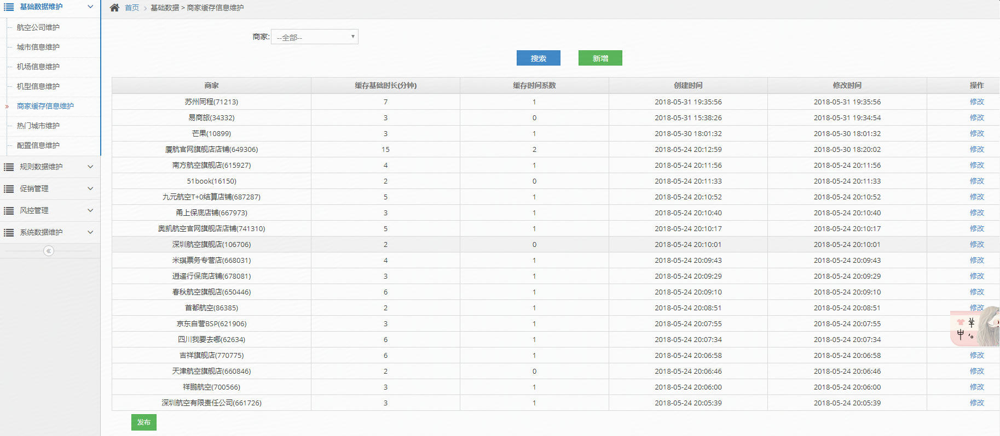 基础数据维护
航空公司维护
城市信息维护
机场信息维护
机型信息维护
商家缓存信息维护
热门城市维护
配置信息维护
规则数据维护
促销管理
风控管理
系统数据维护
首页 > 基础数据 > 商家缓存信息维护
商家: --全部--
搜索 新增
商家 缓存基础时长(分钟) 缓存时间系数 创建时间 修改时间 操作
苏州同程(71213) 7 1 2018-05-31 19:35:56 2018-05-31 19:35:56 修改
易商旅(34332) 3 0 2018-05-31 15:38:26 2018-05-31 19:34:54 修改
芒果(10899) 3 1 2018-05-30 18:01:32 2018-05-30 18:01:32 修改
厦航官网旗舰店店铺(649306) 15 2 2018-05-24 20:12:59 2018-05-30 18:20:02 修改
南方航空旗舰店(615927) 4 1 2018-05-24 20:11:56 2018-05-24 20:11:56 修改
51book(16150) 2 0 2018-05-24 20:11:33 2018-05-24 20:11:33 修改
九元航空T+0结算店铺(687287) 5 1 2018-05-24 20:10:52 2018-05-24 20:10:52 修改
甬上保底店铺(667973) 3 1 2018-05-24 20:10:40 2018-05-24 20:10:40 修改
奥凯航空官网旗舰店店铺(741310) 5 1 2018-05-24 20:10:17 2018-05-24 20:10:17 修改
深圳航空旗舰店(106706) 2 0 2018-05-24 20:10:01 2018-05-24 20:10:01 修改
米琪票务专营店(668031) 4 1 2018-05-24 20:09:43 2018-05-24 20:09:43 修改
逍遥行保底店铺(678081) 3 1 2018-05-24 20:09:29 2018-05-24 20:09:29 修改
春秋航空旗舰店(650446) 6 1 2018-05-24 20:09:10 2018-05-24 20:09:10 修改
首都航空(86385) 2 1 2018-05-24 20:08:51 2018-05-24 20:08:51 修改
京东自营BSP(621906) 3 1 2018-05-24 20:07:55 2018-05-24 20:07:55
四川我要去哪(62634) 6 1 2018-05-24 20:07:34 2018-05-24 20:07:34
吉祥旗舰店(770775) 6 1 2018-05-24 20:06:58 2018-05-24 20:06:58 修改
天津航空旗舰店(660846) 2 0 2018-05-24 20:06:46 2018-05-24 20:06:46 修改
祥鹏航空(700566) 3 1 2018-05-24 20:06:00 2018-05-24 20:06:00 修改
深圳航空有限责任公司(661726) 3 1 2018-05-24 20:05:39 2018-05-24 20:05:39 修改
发布